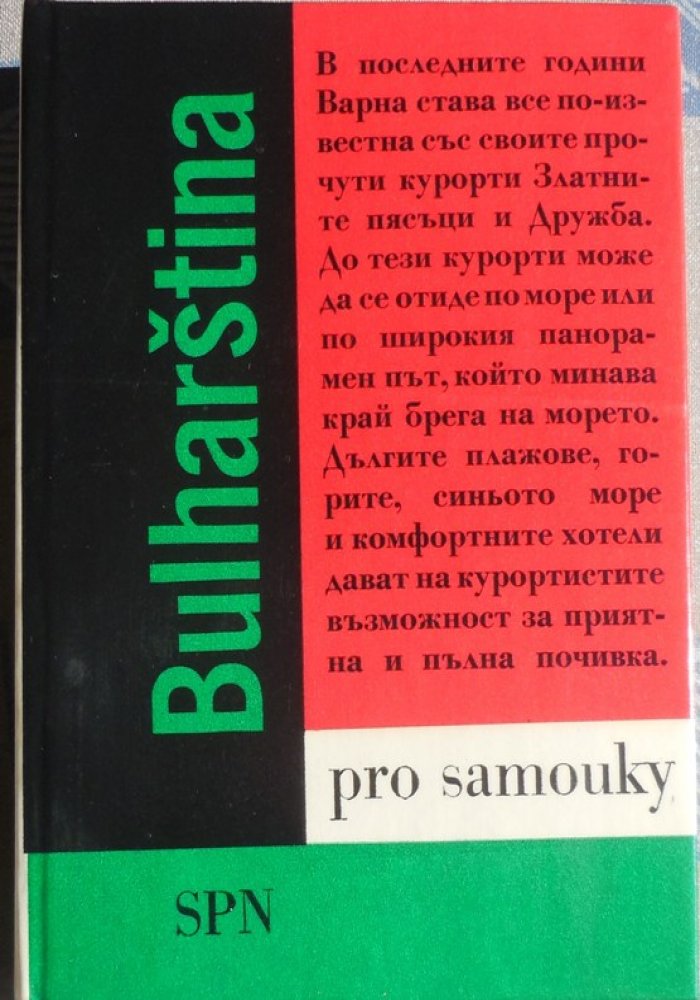 Bulharština
В последните години
Варна става все по-из-
вестна със своите про-
чути курорти Златни-
те пясъци и Дружба.
До тези курорти може
да се отиде по море или
по широкия панора-
мен път, който минава
край брега на морето.
Дългите плажове, го-
рите, синьото море
и комфортните хотели
дават на курортистите
възможност за прият-
на и пълна почивка.
pro samouky
SPN